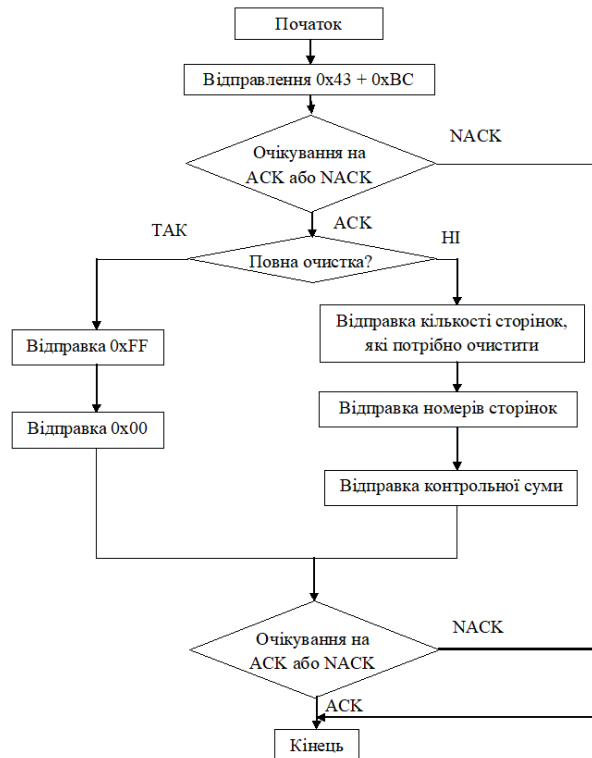 Початок
Відправлення 0x43 + 0xBC
Очікування на
ACK або NACK
NACK
ACK
ТАК
НІ
Повна очистка?
Відправка 0xFF
Відправка 0x00
Відправка кількості сторінок,
які потрібно очистити
Відправка номерів сторінок
Відправка контрольної суми
Очікування на
ACK або NACK
NACK
ACK
Кінець